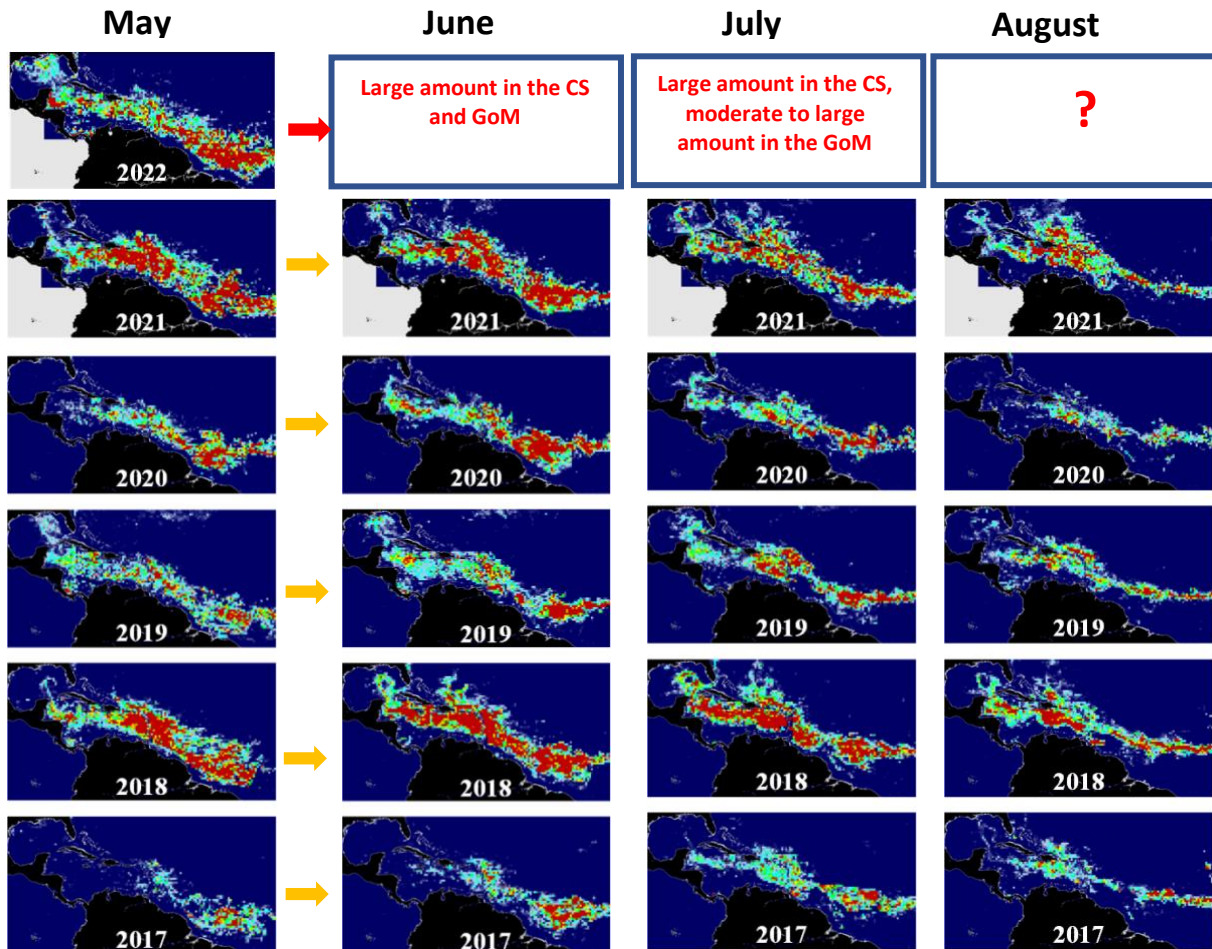 May June July August
Large amount in the CS
and GoM
Large amount in the CS,
moderate to large
amount in the GoM
?
2022
2021 2021 2021 2021
2020 2020 2020 2020
2019 2019 2019 2019
2018 2018 2018 2018
2017 2017 2017 2017